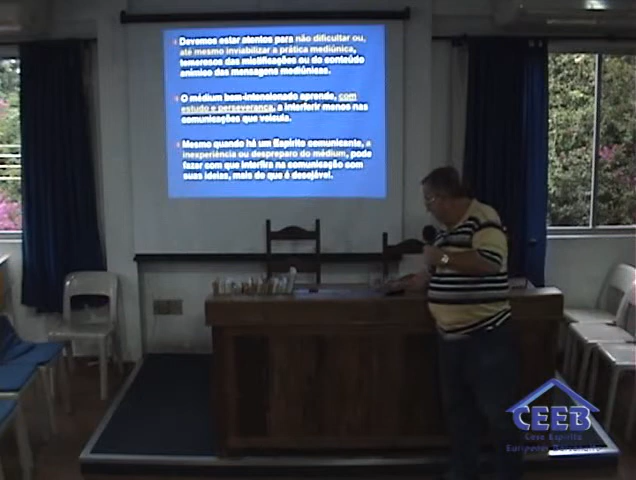 Devemos estar atentos para não dificultar ou,
até mesmo inviabilizar a prática mediúnica,
temerosos das mistificações ou do conteúdo
anímico das mensagens mediúnicas.
O médium bem-intencionado aprende, com
estudo e perseverança, a interferir menos nas
comunicações que veicula.
Mesmo quando há um Espírito comunicante, a
inexperiência ou despreparo do médium, pode
fazer com que interfira na comunicação com
suas ideias, mais do que é desejável.
CEEB
Casa Espírita
Eurípedes